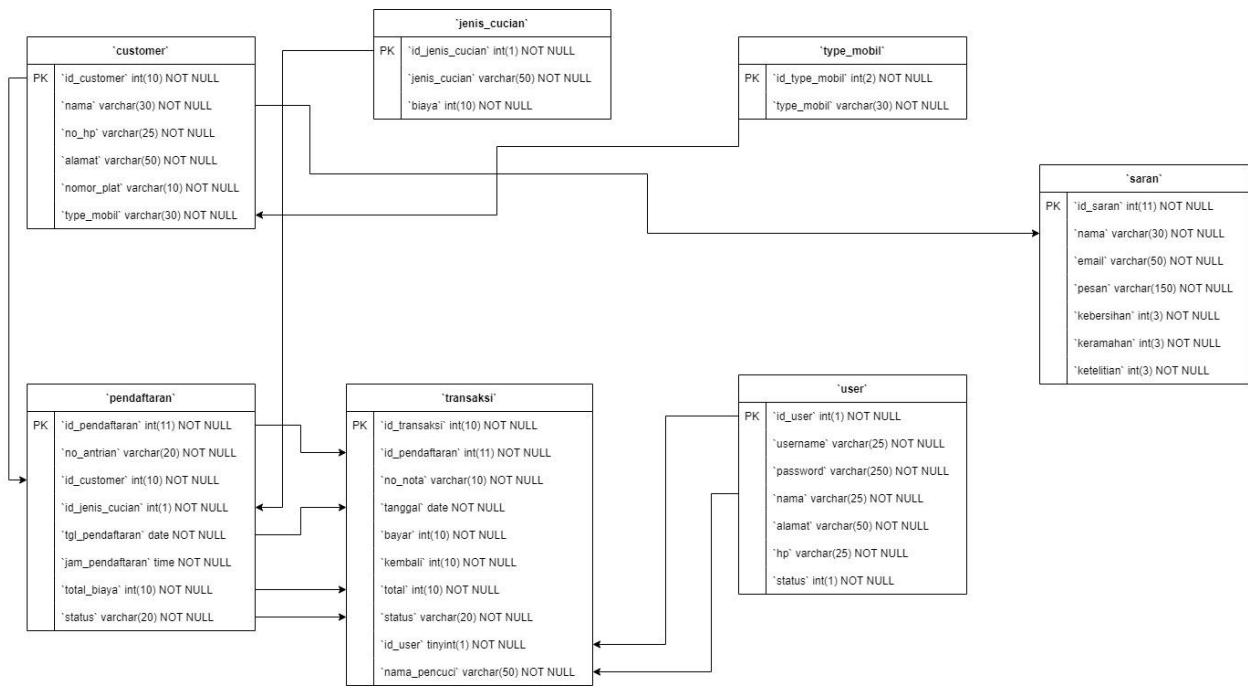 `customer`
PK `id_customer` int(10) NOT NULL
`nama` varchar(30) NOT NULL
`no_hp` varchar(25) NOT NULL
`alamat` varchar(50) NOT NULL
`nomor_plat` varchar(10) NOT NULL
`type_mobil` varchar(30) NOT NULL
`jenis_cucian`
PK `id_jenis_cucian` int(1) NOT NULL
`jenis_cucian` varchar(50) NOT NULL
`biaya` int(10) NOT NULL
`type_mobil`
PK `id_type_mobil` int(2) NOT NULL
`type_mobil` varchar(30) NOT NULL
`saran`
PK `id_saran` int(11) NOT NULL
`nama` varchar(30) NOT NULL
`email` varchar(50) NOT NULL
`pesan` varchar(150) NOT NULL
`kebersihan` int(3) NOT NULL
`keramahan` int(3) NOT NULL
`ketelitian` int(3) NOT NULL
`pendaftaran`
PK `id_pendaftaran` int(11) NOT NULL
`no_antrian` varchar(20) NOT NULL
`id_customer` int(10) NOT NULL
`id_jenis_cucian` int(1) NOT NULL
`tgl_pendaftaran` date NOT NULL
`jam_pendaftaran` time NOT NULL
`total_biaya` int(10) NOT NULL
`status` varchar(20) NOT NULL
`transaksi`
PK `id_transaksi` int(10) NOT NULL
`id_pendaftaran` int(11) NOT NULL
`no_nota` varchar(10) NOT NULL
`tanggal` date NOT NULL
`bayar` int(10) NOT NULL
`kembali` int(10) NOT NULL
`total` int(10) NOT NULL
`status` varchar(20) NOT NULL
`id_user` tinyint(1) NOT NULL
`nama_pencuci` varchar(50) NOT NULL
`user`
PK `id_user` int(1) NOT NULL
`username` varchar(25) NOT NULL
`password` varchar(250) NOT NULL
`nama` varchar(25) NOT NULL
`alamat` varchar(50) NOT NULL
`hp` varchar(25) NOT NULL
`status` int(1) NOT NULL